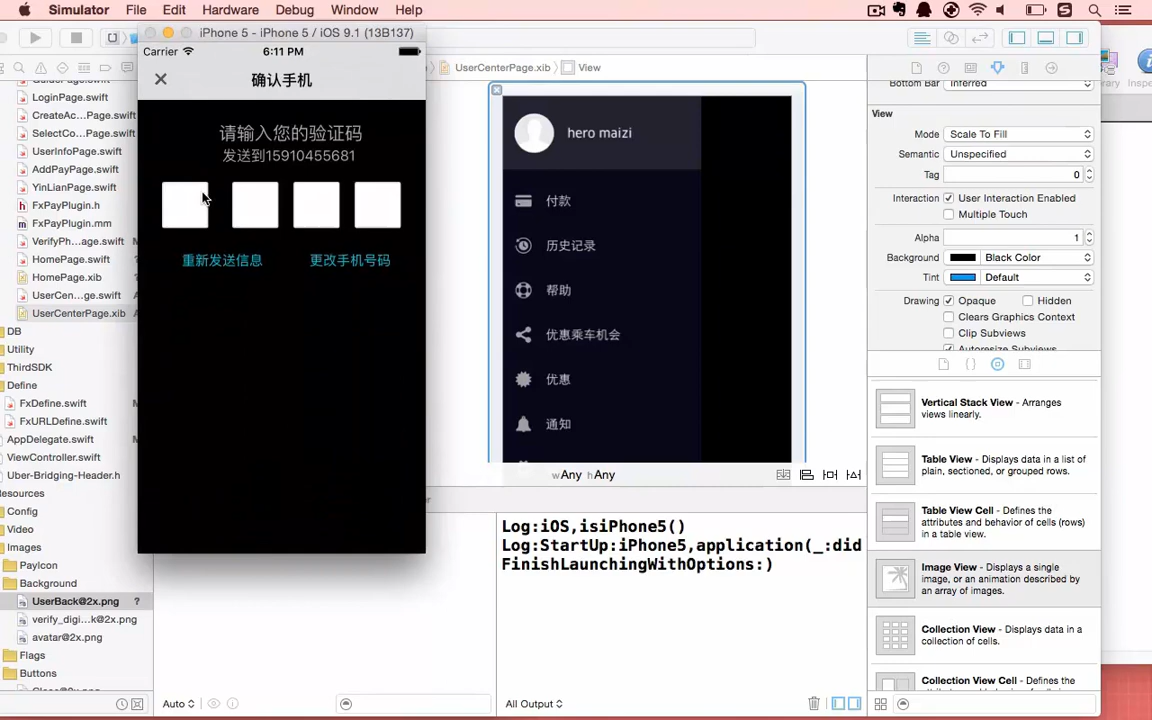 Simulator File Edit Hardware Debug Window Help
iPhone 5 - iPhone 5 / iOS 9.1 (13B137)
Carrier 6:11 PM
确认手机
请输入您的验证码
发送到15910455681
重新发送信息 更改手机号码
LoginPage.swift
CreateAc...Page.swift
SelectCo...Page.swift
UserInfoPage.swift
AddPayPage.swift
YinLianPage.swift
FxPayPlugin.h
FxPayPlugin.mm
VerifyPh...age.swift
HomePage.swift
HomePage.xib
UserCen...ge.swift
UserCenterPage.xib
DB
Utility
ThirdSDK
Define
FxDefine.swift
FxURLDefine.swift
AppDelegate.swift
ViewController.swift
Uber-Bridging-Header.h
esources
Config
Video
Images
PayIcon
Background
UserBack@2x.png ?
verify_digi...k@2x.png ?
avatar@2x.png
Flags
Buttons
UserCenterPage.xib View
hero maizi
付款
历史记录
帮助
优惠乘车机会
优惠
通知
wAny hAny
Log:iOS,isiPhone5()
Log:StartUp:iPhone5,application(_:did
FinishLaunchingWithOptions:)
Auto
All Output
Bottom Bar Inferred
View
Mode Scale To Fill
Semantic Unspecified
Tag 0
Interaction User Interaction Enabled
Multiple Touch
Alpha 1
Background Black Color
Tint Default
Drawing Opaque Hidden
Clears Graphics Context
Clip Subviews
Autoresize Subviews
Vertical Stack View - Arranges
views linearly.
Table View - Displays data in a list
of plain, sectioned, or grouped rows.
Table View Cell - Defines the
attributes and behavior of cells (rows)
in a table view.
Image View - Displays a single
image, or an animation described by
an array of images.
Collection View - Displays data in a
collection of cells.
Collection View Cell - Defines the